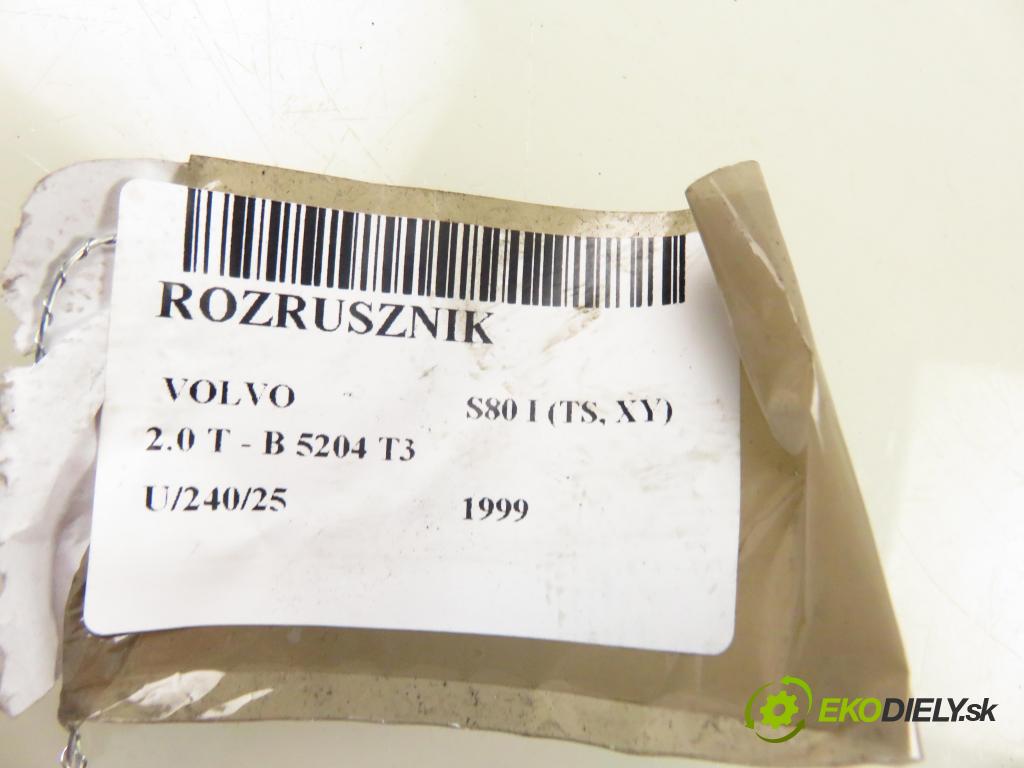 ROZRUSZNIK
VOLVO S80 I (TS, XY)
2.0 T - B 5204 T3
U/240/25 1999
EKODIELY.sk